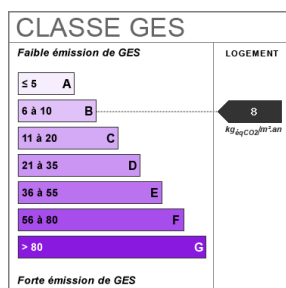 CLASSE GES
Faible émission de GES
LOGEMENT
≤ 5 A
6 à 10 B
8
kgéqCO2/m².an
11 à 20 C
21 à 35 D
36 à 55 E
56 à 80 F
> 80 G
Forte émission de GES